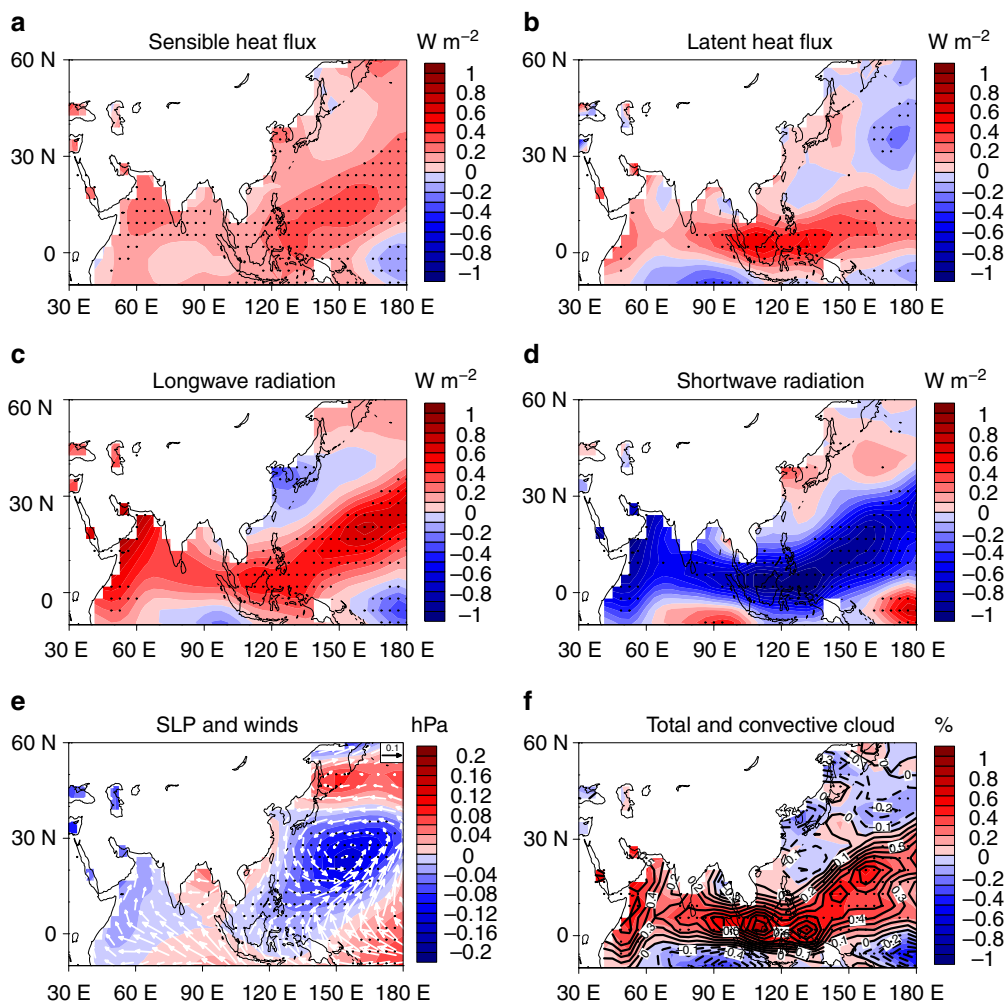 a
Sensible heat flux
W m−2
60 N
30 N
0
30 E 60 E 90 E 120 E 150 E 180 E
1
0.8
0.6
0.4
0.2
0
−0.2
−0.4
−0.6
−0.8
−1
b
Latent heat flux
W m−2
60 N
30 N
0
30 E 60 E 90 E 120 E 150 E 180 E
1
0.8
0.6
0.4
0.2
0
−0.2
−0.4
−0.6
−0.8
−1
c
Longwave radiation
W m−2
60 N
30 N
0
30 E 60 E 90 E 120 E 150 E 180 E
1
0.8
0.6
0.4
0.2
0
−0.2
−0.4
−0.6
−0.8
−1
d
Shortwave radiation
W m−2
60 N
30 N
0
30 E 60 E 90 E 120 E 150 E 180 E
1
0.8
0.6
0.4
0.2
0
−0.2
−0.4
−0.6
−0.8
−1
e
SLP and winds
hPa
0.1
60 N
30 N
0
30 E 60 E 90 E 120 E 150 E 180 E
0.2
0.16
0.12
0.08
0.04
0
−0.04
−0.08
−0.12
−0.16
−0.2
f
Total and convective cloud
%
60 N
30 N
0
30 E 60 E 90 E 120 E 150 E 180 E
1
0.8
0.6
0.4
0.2
0
−0.2
−0.4
−0.6
−0.8
−1